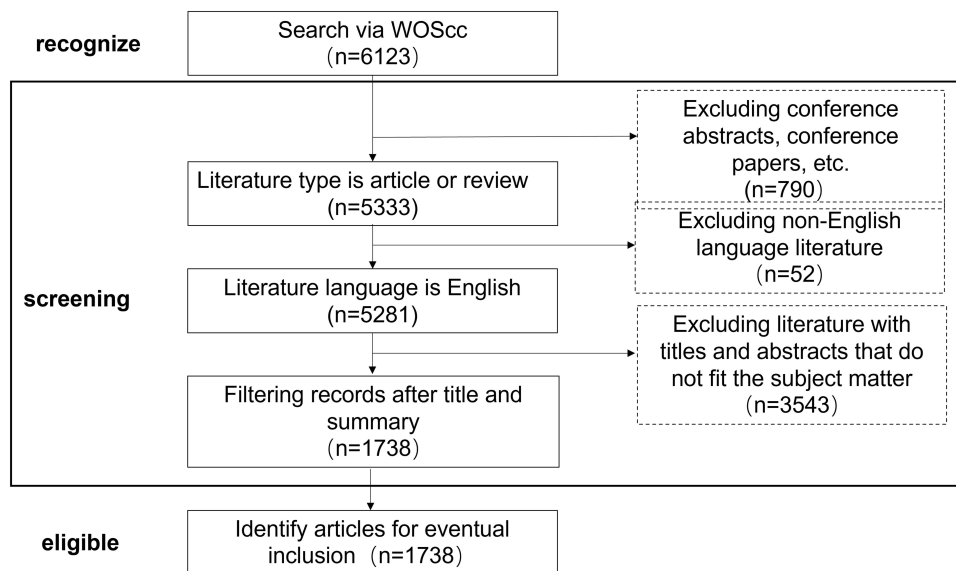 recognize
Search via WOScc
（n=6123）
Excluding conference
abstracts, conference
papers, etc.
(n=790)
Literature type is article or review
(n=5333)
Excluding non-English
language literature
(n=52)
screening
Literature language is English
(n=5281)
Excluding literature with
titles and abstracts that do
not fit the subject matter
（n=3543）
Filtering records after title and
summary
（n=1738）
eligible
Identify articles for eventual
inclusion（n=1738）